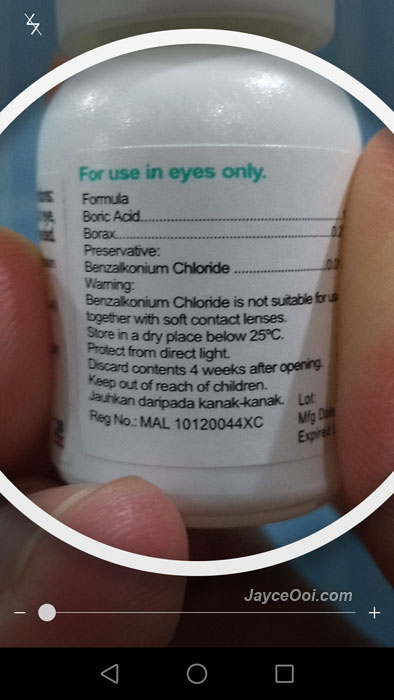 For use in eyes only.
Formula
Boric Acid
Borax
Preservative:
Benzalkonium Chloride
Warning:
Benzalkonium Chloride is not suitable for
together with soft contact lenses.
Store in a dry place below 25ºC.
Protect from direct light.
Discard contents 4 weeks after opening.
Keep out of reach of children.
Jauhkan daripada kanak-kanak.
Reg No.: MAL 10120044XC
Lot:
Mfg
Expired
JayceOoi.com